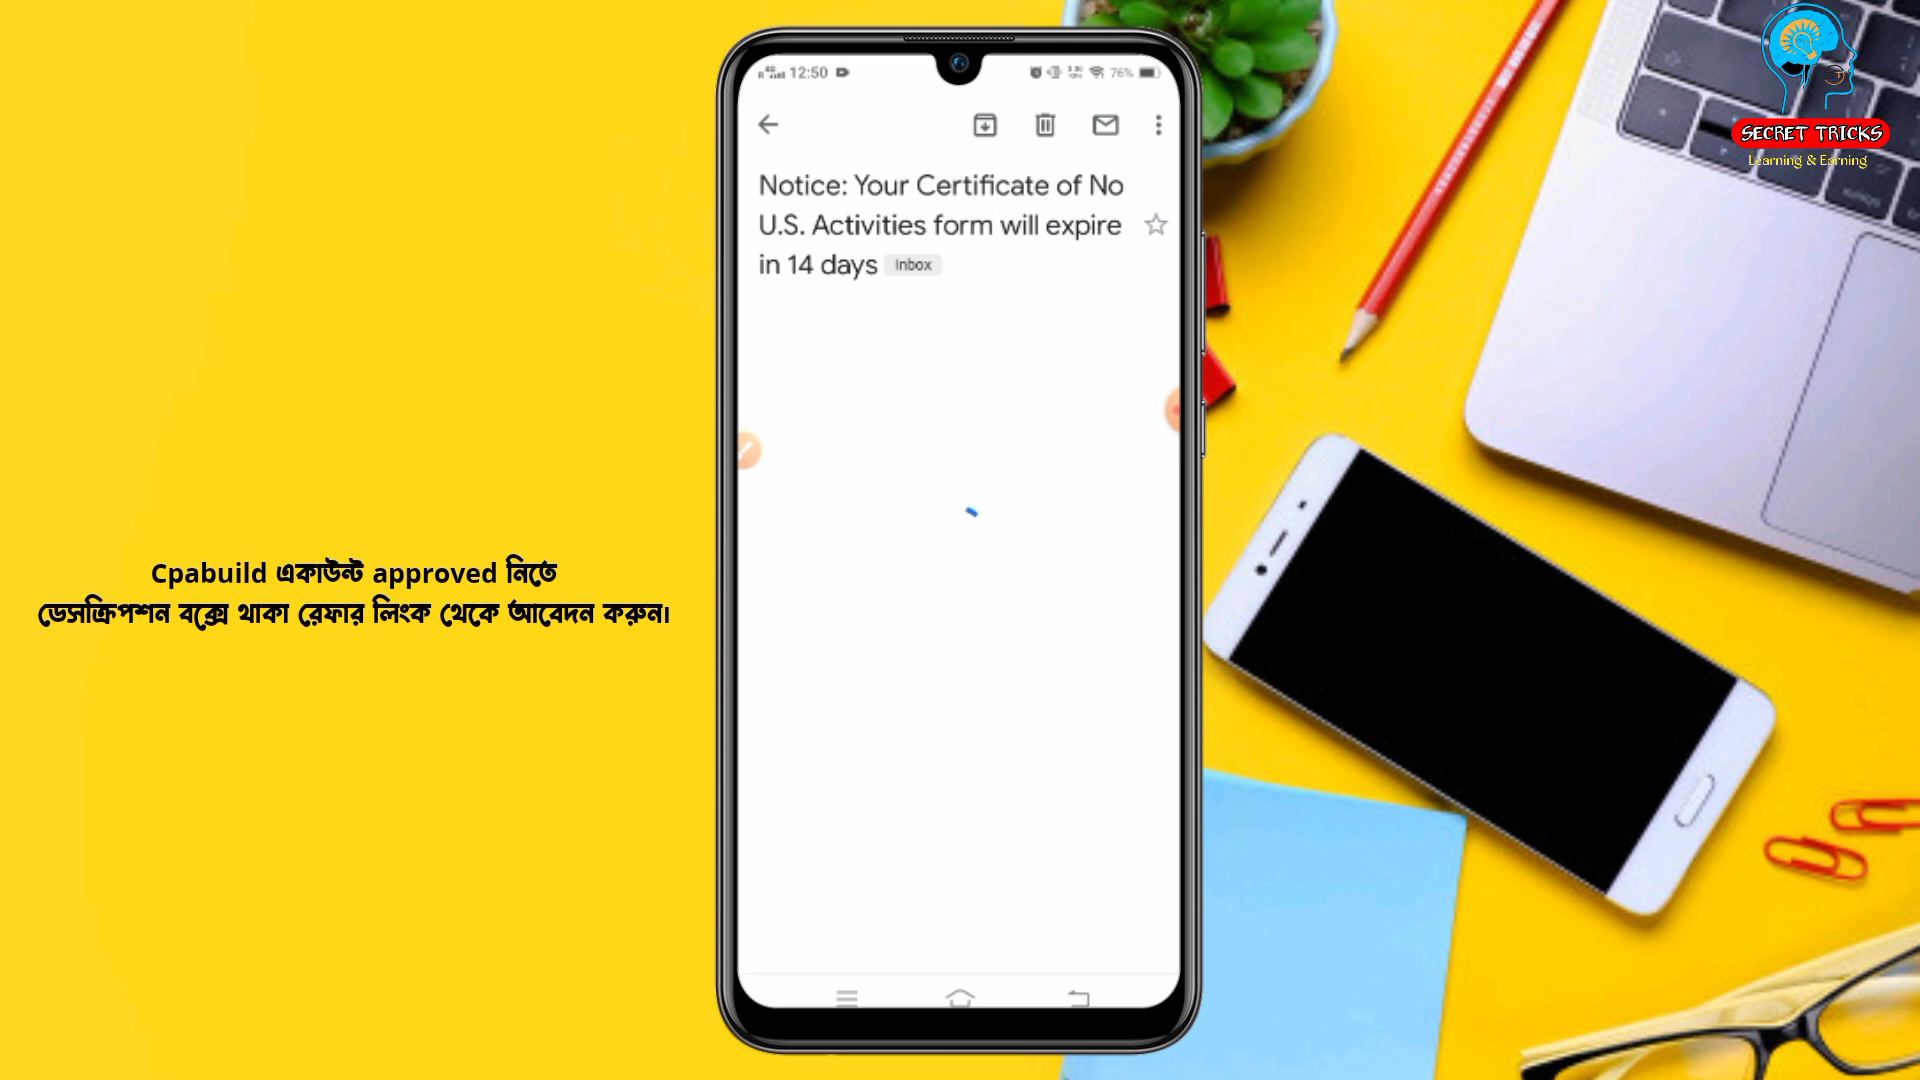 12:50
76%
Notice: Your Certificate of No
U.S. Activities form will expire
in 14 days Inbox
SECRET TRICKS
Learning & Earning
Cpabuild একাউন্ট approved নিতে
ডেসক্রিপশন বক্সে থাকা রেফার লিংক থেকে আবেদন করুন।